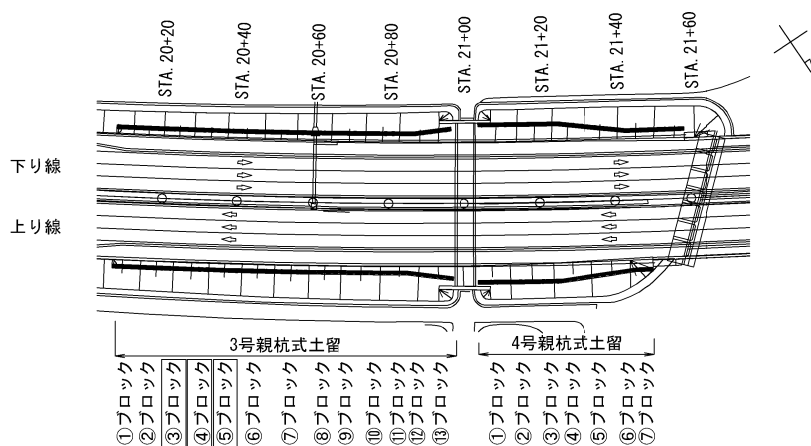 STA. 20+20
STA. 20+40
STA. 20+60
STA. 20+80
STA. 21+00
STA. 21+20
STA. 21+40
STA. 21+60
下り線
上り線
3号親杭式土留
4号親杭式土留
①ブロック
②ブロック
③ブロック
④ブロック
⑤ブロック
⑥ブロック
⑦ブロック
⑧ブロック
⑨ブロック
⑩ブロック
⑪ブロック
⑫ブロック
⑬ブロック
①ブロック
②ブロック
③ブロック
④ブロック
⑤ブロック
⑥ブロック
⑦ブロック